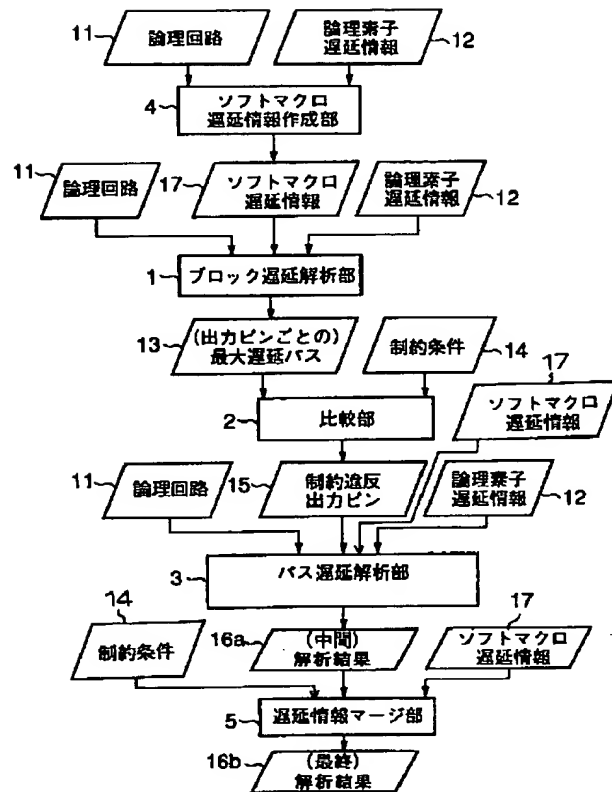 11
論理回路
論理素子
遅延情報
12
4
ソフトマクロ
遅延情報作成部
11
論理回路
17
ソフトマクロ
遅延情報
論理素子
遅延情報
12
1
ブロック遅延解析部
13
(出力ピンごとの)
最大遅延パス
制約条件
14
17
ソフトマクロ
遅延情報
2
比較部
11
論理回路
15
制約違反
出力ピン
論理素子
遅延情報
12
3
パス遅延解析部
14
制約条件
16a
(中間)
解析結果
17
ソフトマクロ
遅延情報
5
遅延情報マージ部
16b
(最終)
解析結果